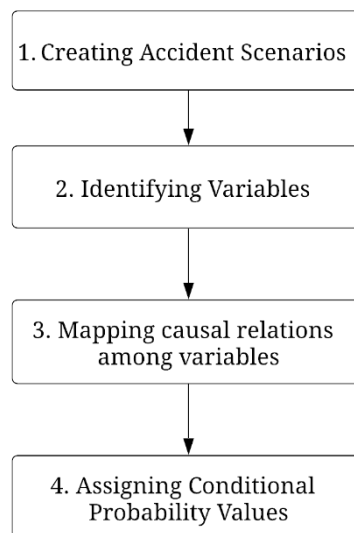 1. Creating Accident Scenarios
2. Identifying Variables
3. Mapping causal relations
among variables
4. Assigning Conditional
Probability Values